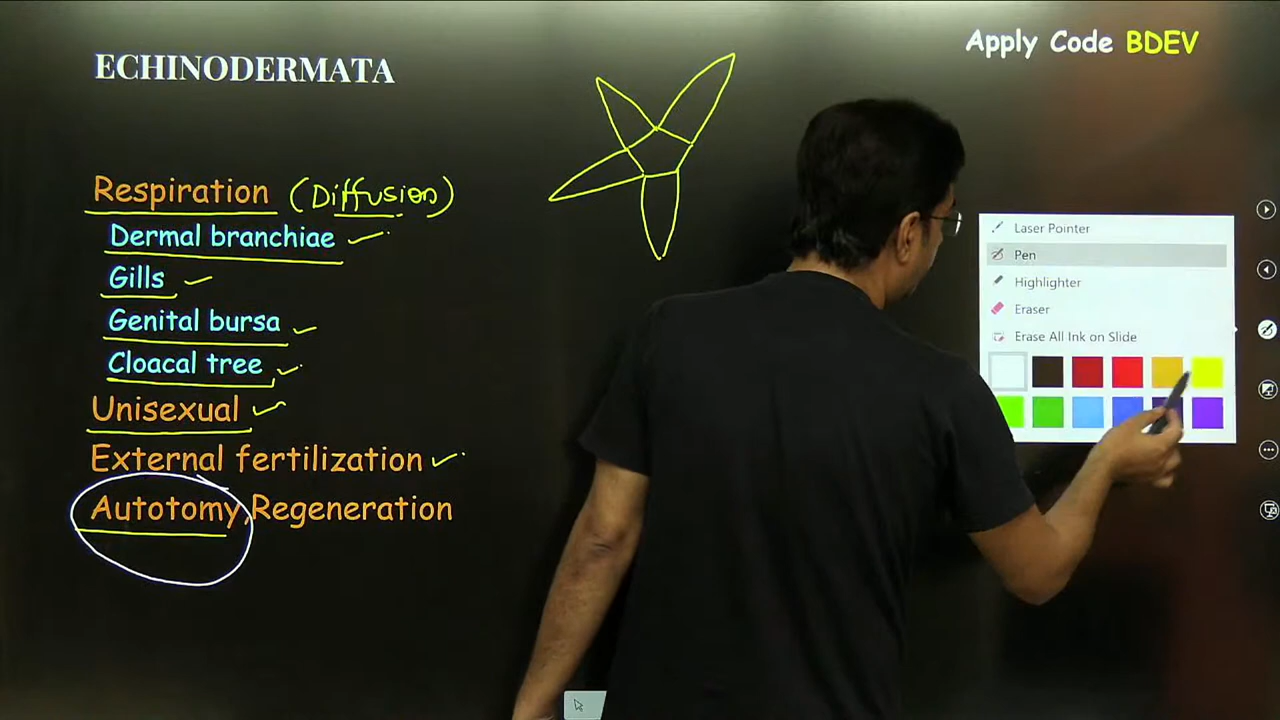 Apply Code BDEV
ECHINODERMATA
Respiration (Diffusion)
Dermal branchiae
Gills
Genital bursa
Cloacal tree
Unisexual
External fertilization
Autotomy,Regeneration
Laser Pointer
Pen
Highlighter
Eraser
Erase All Ink on Slide